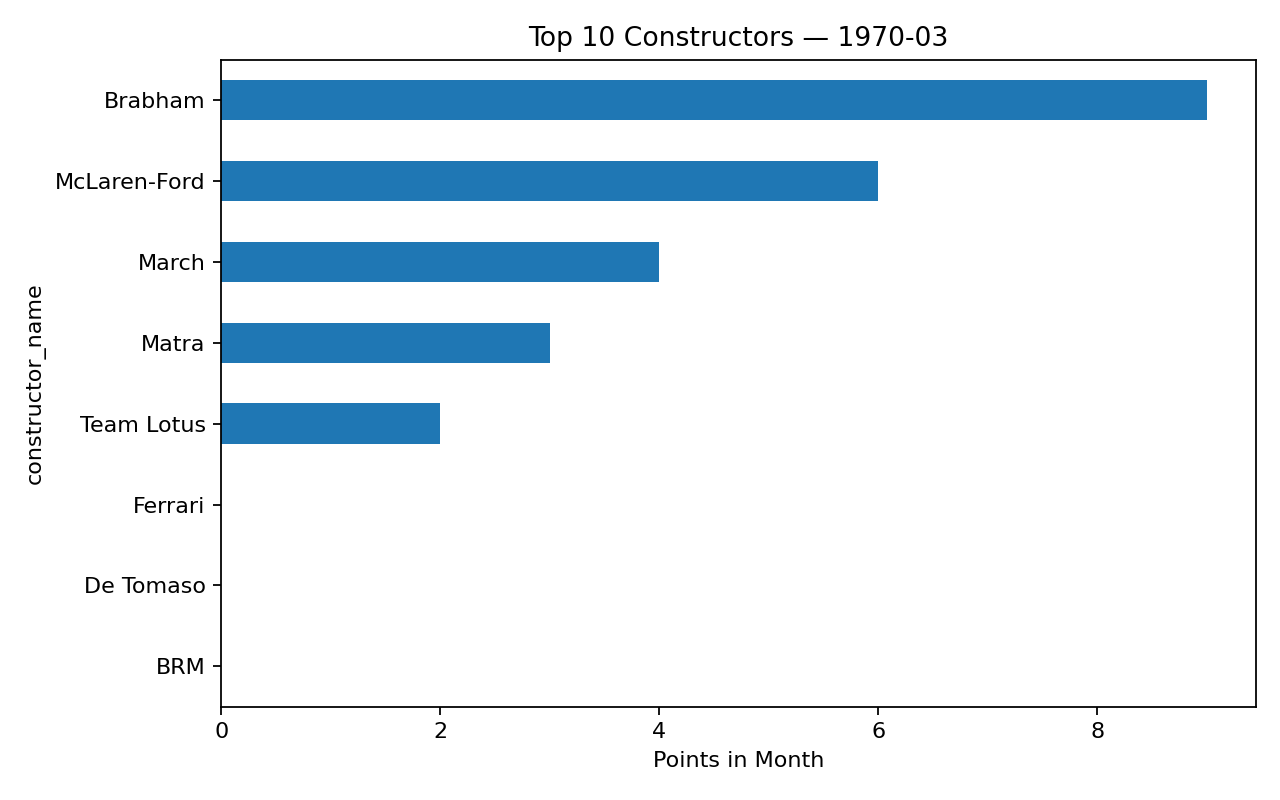 Top 10 Constructors — 1970-03
constructor_name
Brabham
McLaren-Ford
March
Matra
Team Lotus
Ferrari
De Tomaso
BRM
0 2 4 6 8
Points in Month